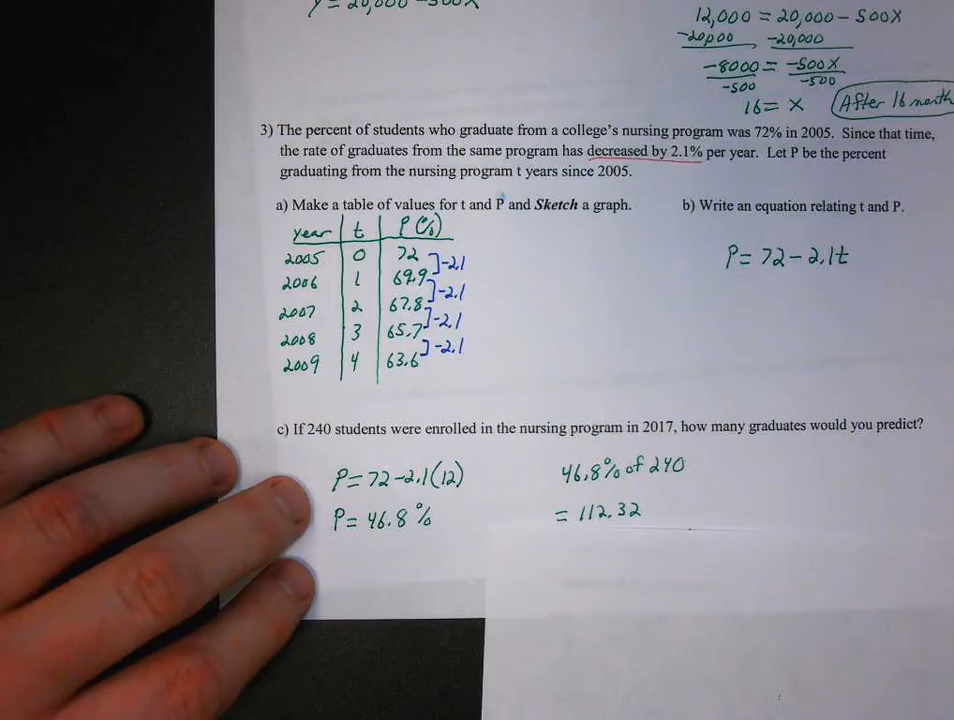 y = 20,000 - 500x
12,000 = 20,000 - 500x
-20,000 -20,000
-8000 = -500x
-500 -500
16 = x After 16 month
3) The percent of students who graduate from a college's nursing program was 72% in 2005. Since that time,
the rate of graduates from the same program has decreased by 2.1% per year. Let P be the percent
graduating from the nursing program t years since 2005.
a) Make a table of values for t and P and Sketch a graph.
b) Write an equation relating t and P.
year t P (%)
2005 0 72
2006 1 69.9
2007 2 67.8
2008 3 65.7
2009 4 63.6
]-2.1
]-2.1
]-2.1
]-2.1
P = 72 - 2.1t
c) If 240 students were enrolled in the nursing program in 2017, how many graduates would you predict?
P = 72 - 2.1(12)
P = 46.8%
46.8% of 240
= 112.32